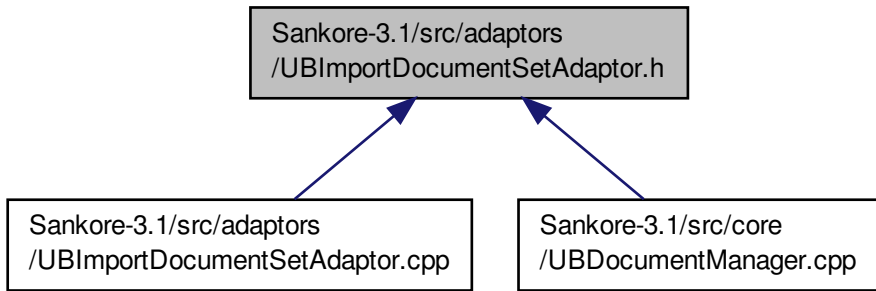 Sankore-3.1/src/adaptors
/UBImportDocumentSetAdaptor.h
Sankore-3.1/src/adaptors
/UBImportDocumentSetAdaptor.cpp
Sankore-3.1/src/core
/UBDocumentManager.cpp